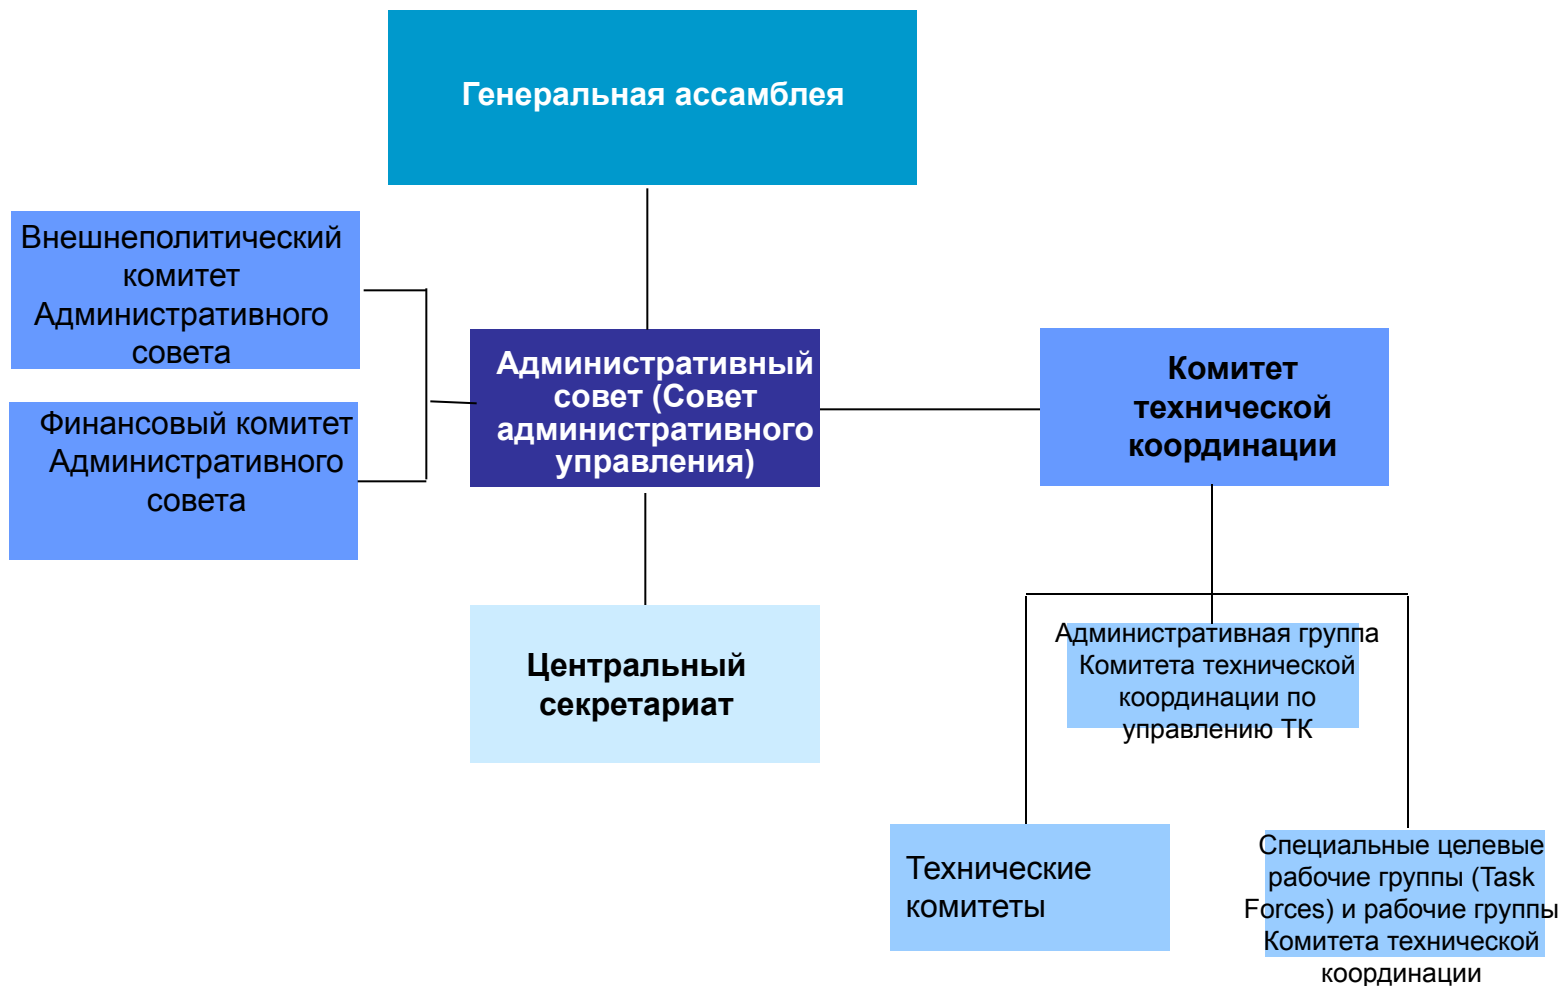 Генеральная ассамблея
Внешнеполитический
комитет
Административного
совета
Финансовый комитет
Административного
совета
Административный
совет (Совет
административного
управления)
Комитет
технической
координации
Центральный
секретариат
Административная группа
Комитета технической
координации по
управлению ТК
Технические
комитеты
Специальные целевые
рабочие группы (Task
Forces) и рабочие группы
Комитета технической
координации